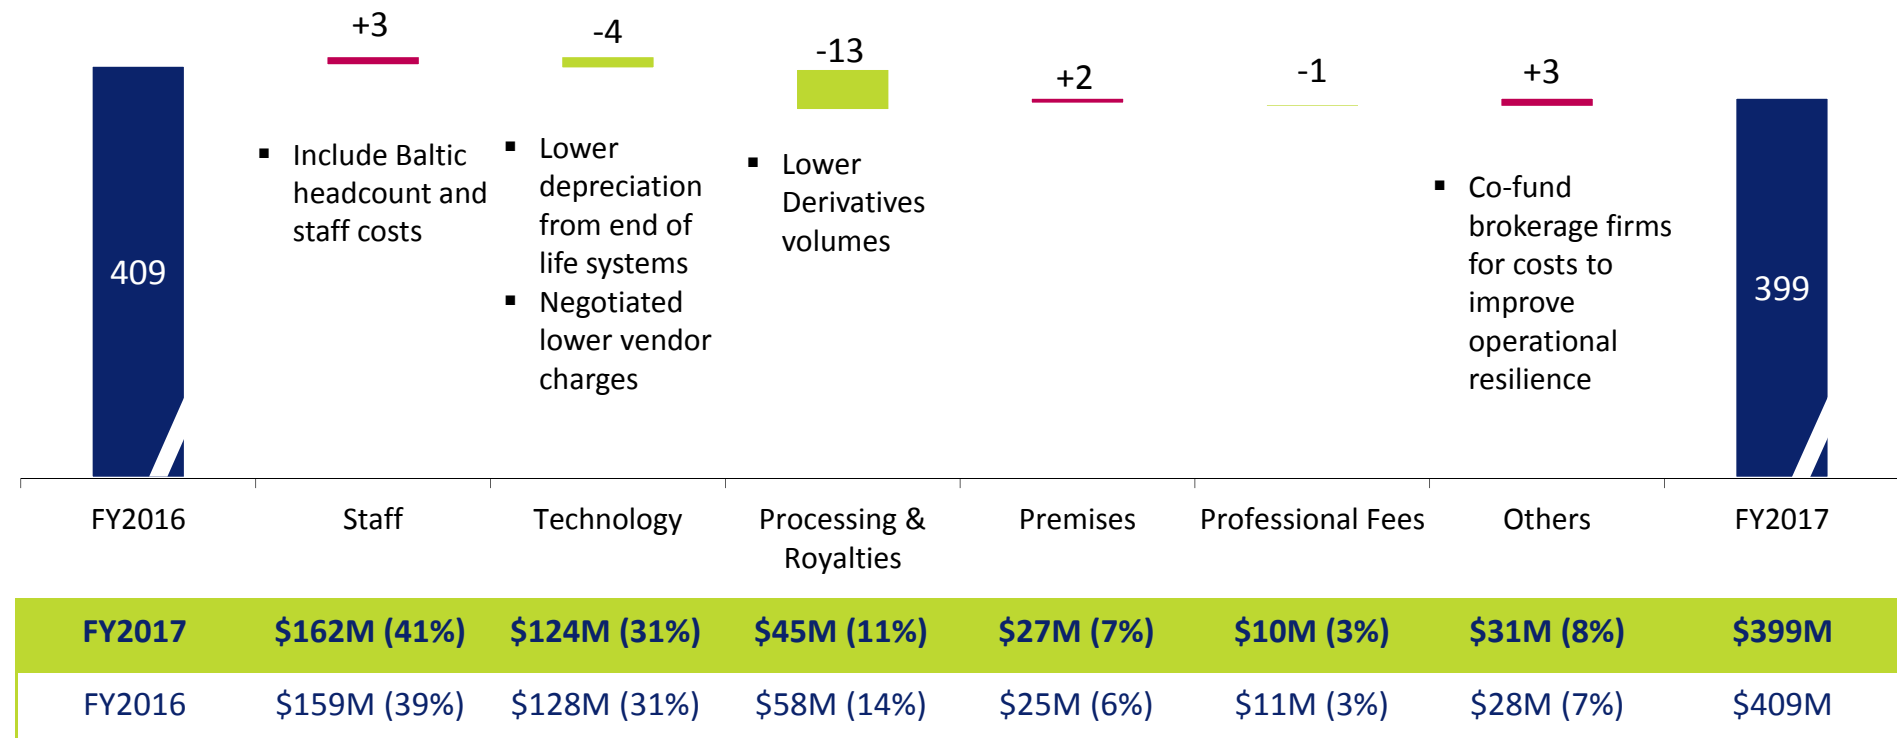 +3
-4
-13
+2
-1
+3
409
▪ Include Baltic
headcount and
staff costs
▪ Lower
depreciation
from end of
life systems
▪ Negotiated
lower vendor
charges
▪ Lower
Derivatives
volumes
▪ Co-fund
brokerage firms
for costs to
improve
operational
resilience
399
FY2016
Staff
Technology
Processing &
Royalties
Premises
Professional Fees
Others
FY2017
FY2017 $162M (41%) $124M (31%) $45M (11%) $27M (7%) $10M (3%) $31M (8%) $399M
FY2016 $159M (39%) $128M (31%) $58M (14%) $25M (6%) $11M (3%) $28M (7%) $409M